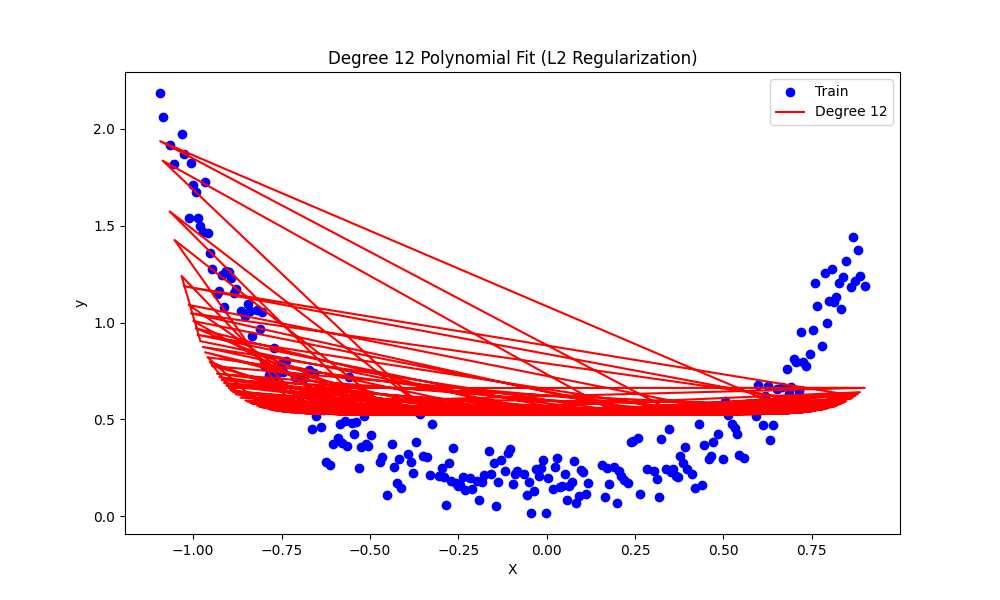 Degree 12 Polynomial Fit (L2 Regularization)
Train
Degree 12
2.0
1.5
1.0
0.5
0.0
y
−1.00 −0.75 −0.50 −0.25 0.00 0.25 0.50 0.75
X